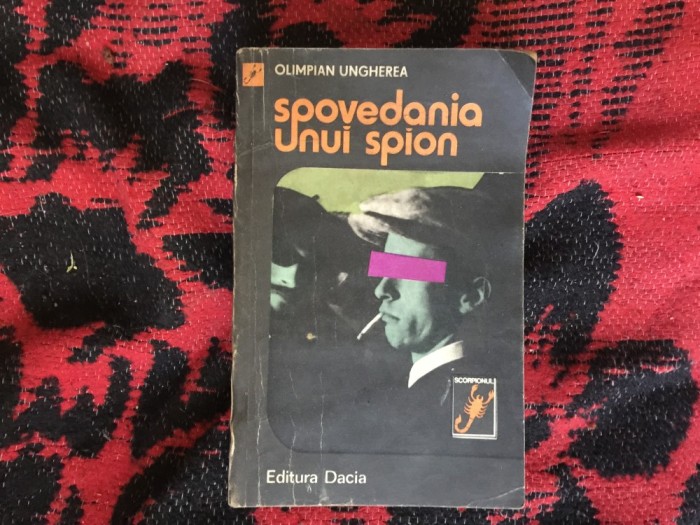 OLIMPIAN UNGHEREA
spovedania
unui spion
SCORPIONUL
Editura Dacia